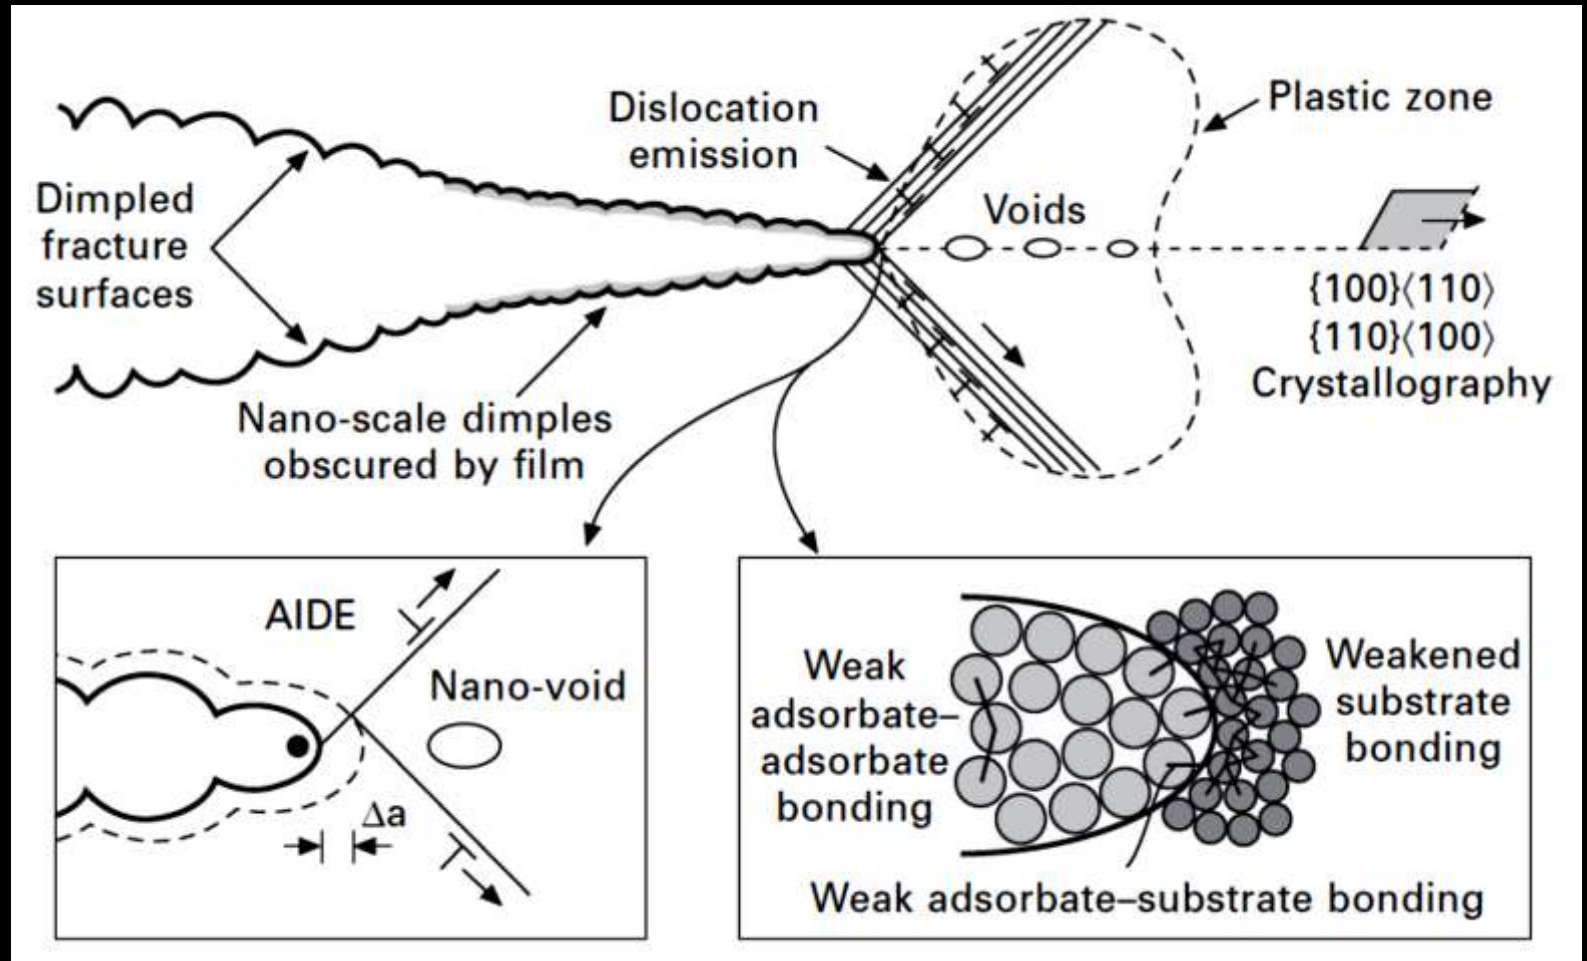 Dislocation
emission
Plastic zone
Dimpled
fracture
surfaces
Voids
{100}⟨110⟩
{110}⟨100⟩
Crystallography
Nano-scale dimples
obscured by film
AIDE
Nano-void
Δa
Weak
adsorbate–
adsorbate
bonding
Weakened
substrate
bonding
Weak adsorbate–substrate bonding